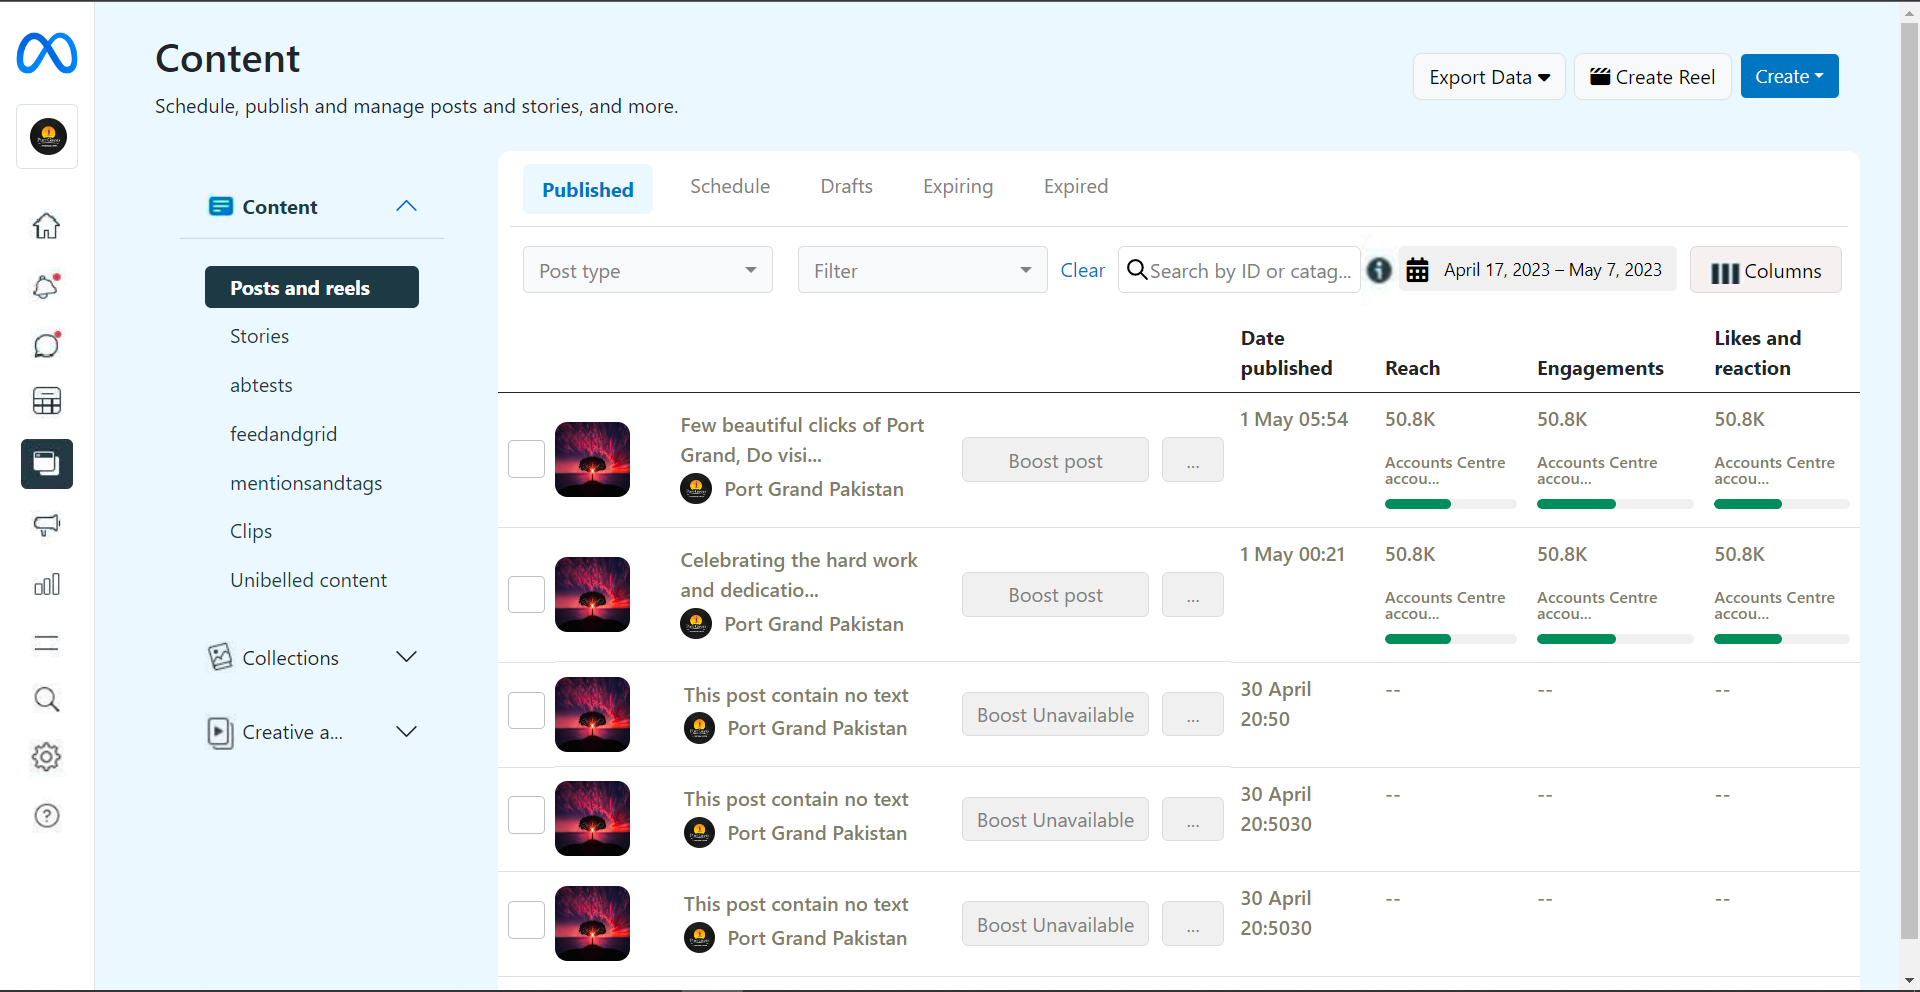 Content
Schedule, publish and manage posts and stories, and more.
Export Data
Create Reel
Create
Content
Posts and reels
Stories
abtests
feedandgrid
mentionsandtags
Clips
Unibelled content
Collections
Creative a...
Published
Schedule
Drafts
Expiring
Expired
Post type
Filter
Clear
Search by ID or catag...
April 17, 2023 – May 7, 2023
Columns
Date
published
Reach
Engagements
Likes and
reaction
Few beautiful clicks of Port
Grand, Do visi...
Port Grand Pakistan
Boost post
...
1 May 05:54
50.8K
Accounts Centre
accou...
50.8K
Accounts Centre
accou...
50.8K
Accounts Centre
accou...
Celebrating the hard work
and dedicatio...
Port Grand Pakistan
Boost post
...
1 May 00:21
50.8K
Accounts Centre
accou...
50.8K
Accounts Centre
accou...
50.8K
Accounts Centre
accou...
This post contain no text
Port Grand Pakistan
Boost Unavailable
...
30 April
20:50
--
--
--
This post contain no text
Port Grand Pakistan
Boost Unavailable
...
30 April
20:5030
--
--
--
This post contain no text
Port Grand Pakistan
Boost Unavailable
...
30 April
20:5030
--
--
--